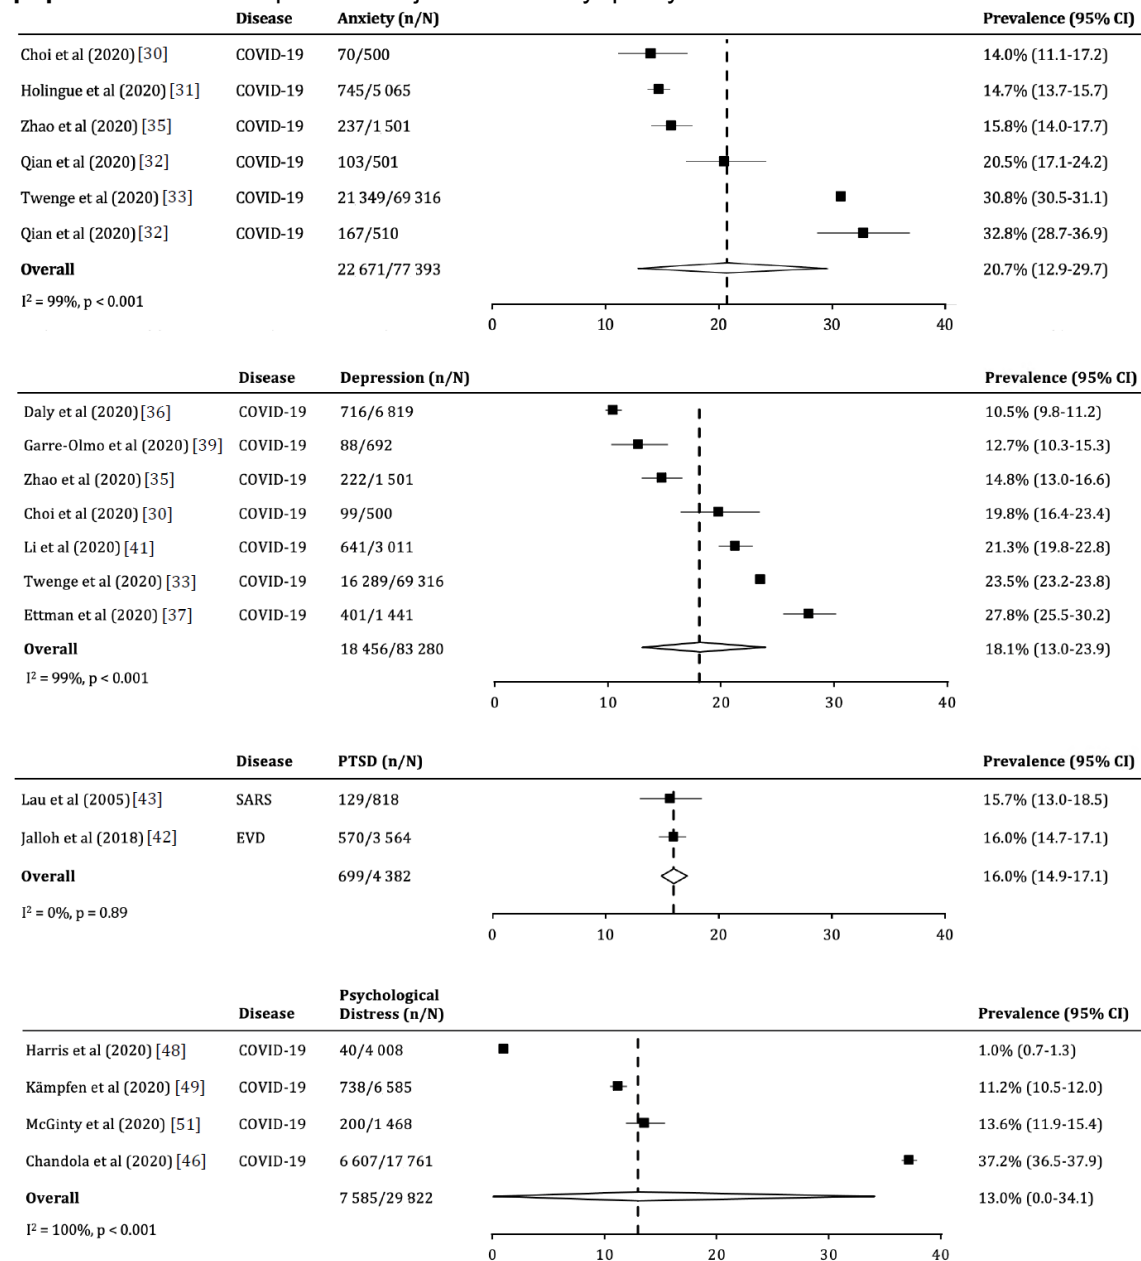 Disease Anxiety (n/N) Prevalence (95% CI)
Choi et al (2020) [30] COVID-19 70/500 14.0% (11.1-17.2)
Holingue et al (2020) [31] COVID-19 745/5 065 14.7% (13.7-15.7)
Zhao et al (2020) [35] COVID-19 237/1 501 15.8% (14.0-17.7)
Qian et al (2020) [32] COVID-19 103/501 20.5% (17.1-24.2)
Twenge et al (2020) [33] COVID-19 21 349/69 316 30.8% (30.5-31.1)
Qian et al (2020) [32] COVID-19 167/510 32.8% (28.7-36.9)
Overall 22 671/77 393 20.7% (12.9-29.7)
I² = 99%, p < 0.001
0 10 20 30 40
Disease Depression (n/N) Prevalence (95% CI)
Daly et al (2020) [36] COVID-19 716/6 819 10.5% (9.8-11.2)
Garre-Olmo et al (2020) [39] COVID-19 88/692 12.7% (10.3-15.3)
Zhao et al (2020) [35] COVID-19 222/1 501 14.8% (13.0-16.6)
Choi et al (2020) [30] COVID-19 99/500 19.8% (16.4-23.4)
Li et al (2020) [41] COVID-19 641/3 011 21.3% (19.8-22.8)
Twenge et al (2020) [33] COVID-19 16 289/69 316 23.5% (23.2-23.8)
Ettman et al (2020) [37] COVID-19 401/1 441 27.8% (25.5-30.2)
Overall 18 456/83 280 18.1% (13.0-23.9)
I² = 99%, p < 0.001
0 10 20 30 40
Disease PTSD (n/N) Prevalence (95% CI)
Lau et al (2005) [43] SARS 129/818 15.7% (13.0-18.5)
Jalloh et al (2018) [42] EVD 570/3 564 16.0% (14.7-17.1)
Overall 699/4 382 16.0% (14.9-17.1)
I² = 0%, p = 0.89
0 10 20 30 40
Psychological
Disease Distress (n/N) Prevalence (95% CI)
Harris et al (2020) [48] COVID-19 40/4 008 1.0% (0.7-1.3)
Kämpfen et al (2020) [49] COVID-19 738/6 585 11.2% (10.5-12.0)
McGinty et al (2020) [51] COVID-19 200/1 468 13.6% (11.9-15.4)
Chandola et al (2020) [46] COVID-19 6 607/17 761 37.2% (36.5-37.9)
Overall 7 585/29 822 13.0% (0.0-34.1)
I² = 100%, p < 0.001
0 10 20 30 40